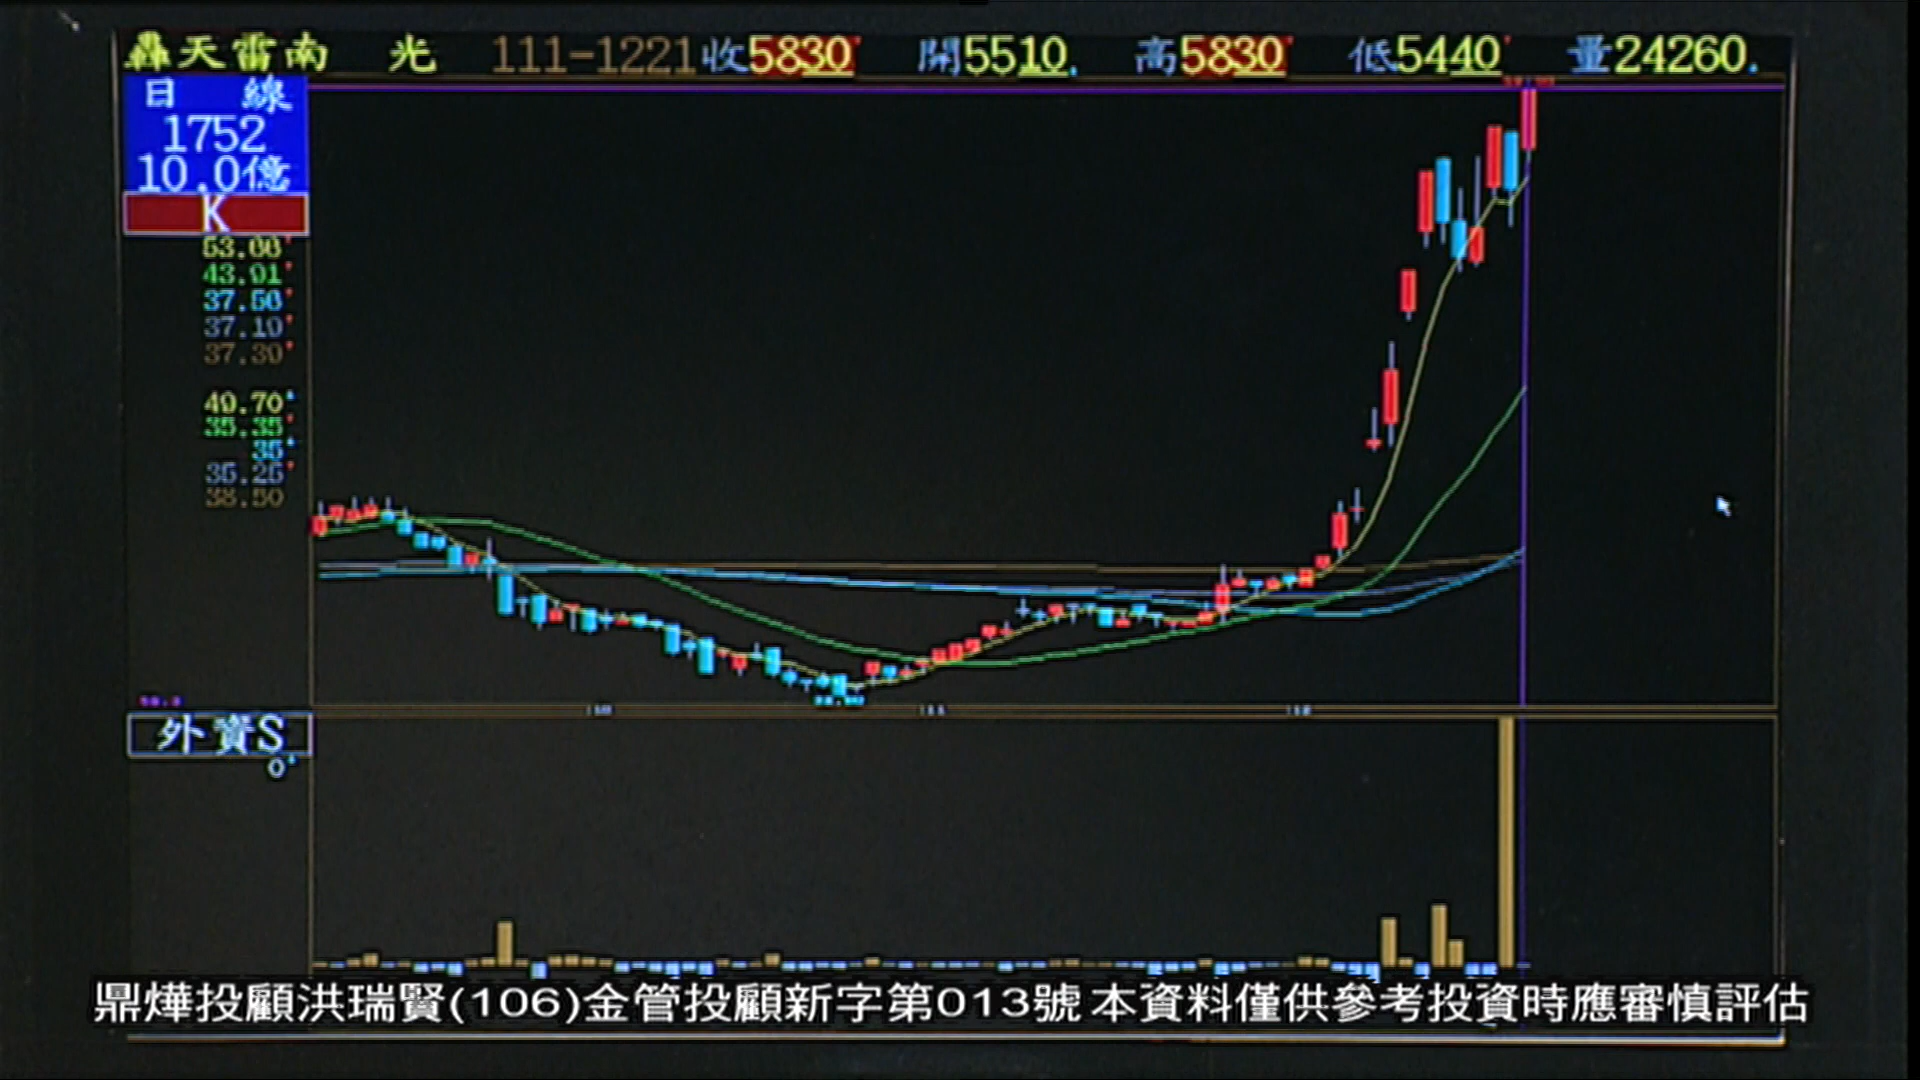 轟天雷南 光 111-1221收5830 開5510 高5830 低5440 量24260
日 線
1752
10.0億
K
53.00
43.01
37.50
37.10
37.30
40.70
35.35
35
35.25
38.50
外資S
0
鼎燁投顧洪瑞賢(106)金管投顧新字第013號 本資料僅供參考投資時應審慎評估